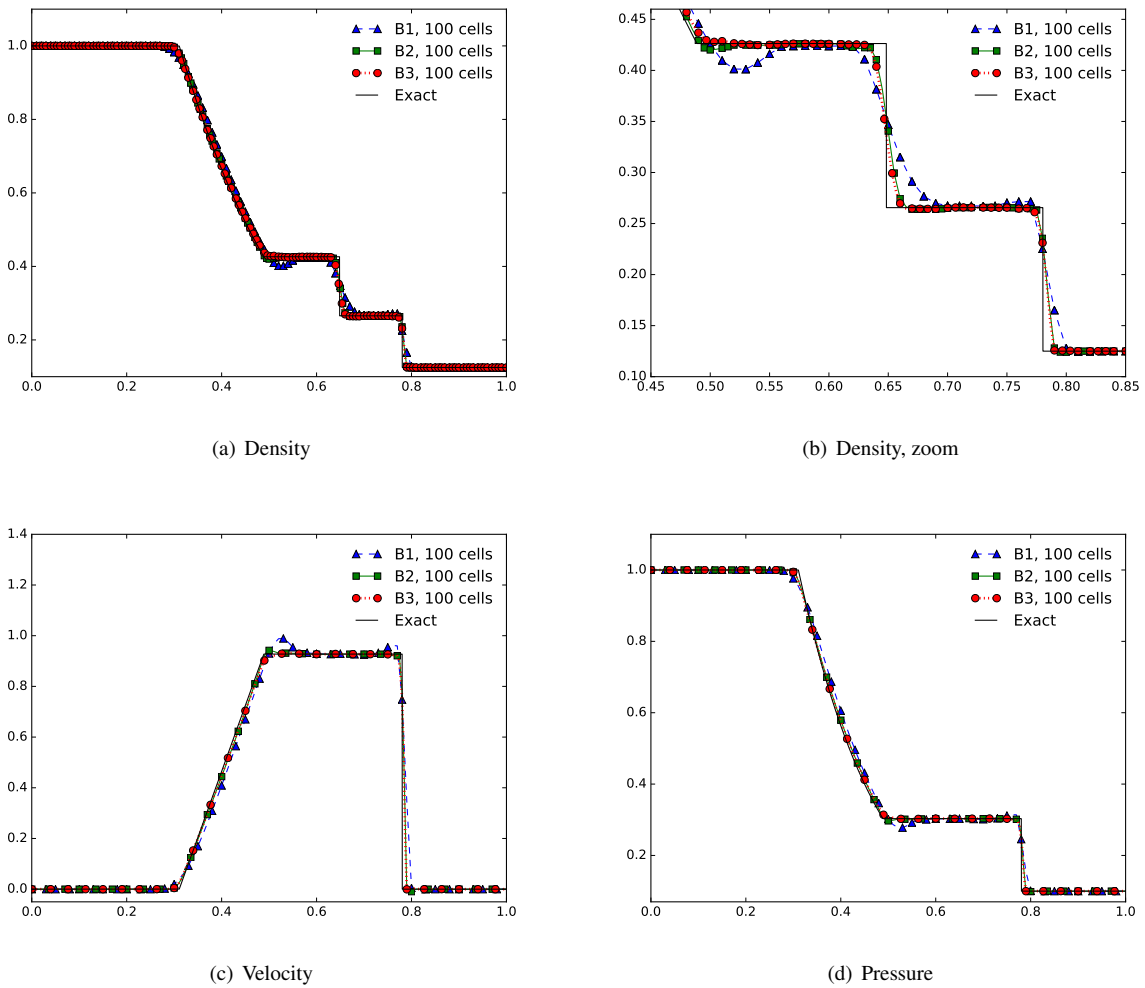 B1, 100 cells
B2, 100 cells
B3, 100 cells
Exact
1.0
0.8
0.6
0.4
0.2
0.0 0.2 0.4 0.6 0.8 1.0
(a) Density
B1, 100 cells
B2, 100 cells
B3, 100 cells
Exact
0.45
0.40
0.35
0.30
0.25
0.20
0.15
0.10
0.45 0.50 0.55 0.60 0.65 0.70 0.75 0.80 0.85
(b) Density, zoom
1.4
B1, 100 cells
B2, 100 cells
B3, 100 cells
Exact
1.2
1.0
0.8
0.6
0.4
0.2
0.0
0.0 0.2 0.4 0.6 0.8 1.0
(c) Velocity
B1, 100 cells
B2, 100 cells
B3, 100 cells
Exact
1.0
0.8
0.6
0.4
0.2
0.0 0.2 0.4 0.6 0.8 1.0
(d) Pressure